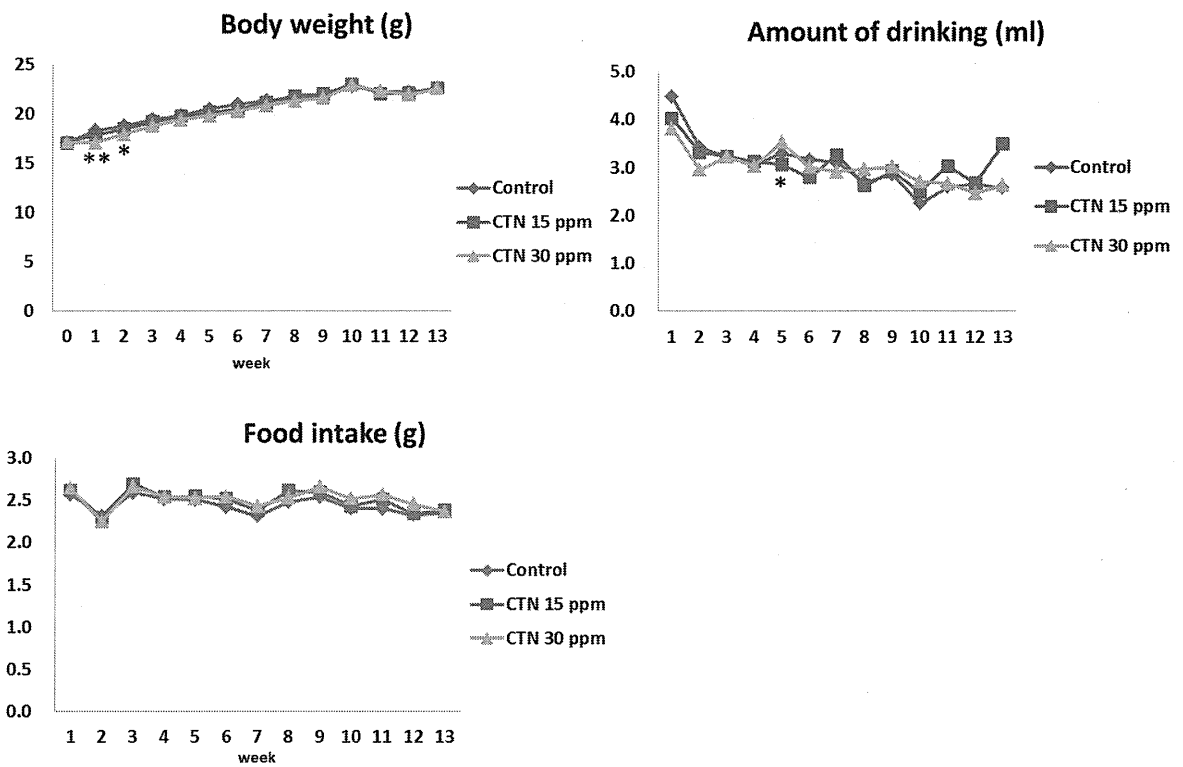 Body weight (g)
25
20
15
10
5
0
** *
0 1 2 3 4 5 6 7 8 9 10 11 12 13
week
Control
CTN 15 ppm
CTN 30 ppm
Amount of drinking (ml)
5.0
4.0
3.0
2.0
1.0
0.0
*
1 2 3 4 5 6 7 8 9 10 11 12 13
Control
CTN 15 ppm
CTN 30 ppm
Food intake (g)
3.0
2.5
2.0
1.5
1.0
0.5
0.0
1 2 3 4 5 6 7 8 9 10 11 12 13
week
Control
CTN 15 ppm
CTN 30 ppm